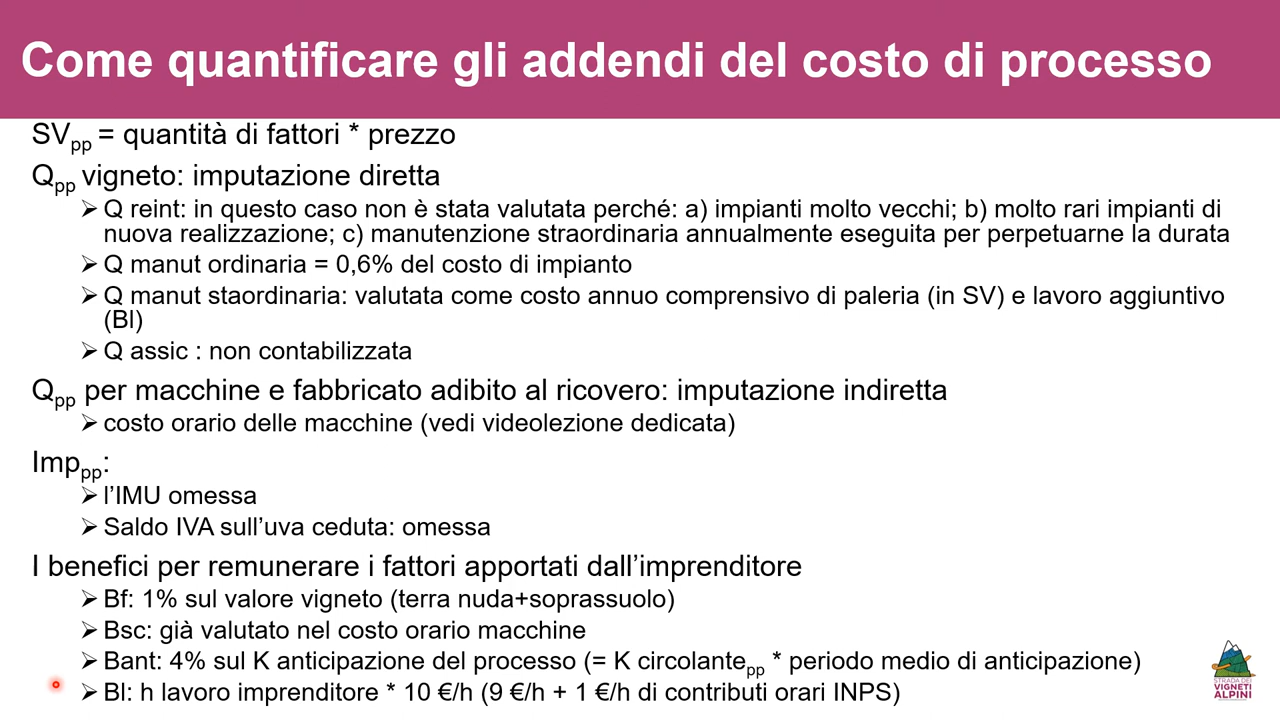 Come quantificare gli addendi del costo di processo
SVpp = quantità di fattori * prezzo
Qpp vigneto: imputazione diretta
➢ Q reint: in questo caso non è stata valutata perché: a) impianti molto vecchi; b) molto rari impianti di
nuova realizzazione; c) manutenzione straordinaria annualmente eseguita per perpetuarne la durata
➢ Q manut ordinaria = 0,6% del costo di impianto
➢ Q manut staordinaria: valutata come costo annuo comprensivo di paleria (in SV) e lavoro aggiuntivo
(Bl)
➢ Q assic : non contabilizzata
Qpp per macchine e fabbricato adibito al ricovero: imputazione indiretta
➢ costo orario delle macchine (vedi videolezione dedicata)
Imppp:
➢ l’IMU omessa
➢ Saldo IVA sull’uva ceduta: omessa
I benefici per remunerare i fattori apportati dall’imprenditore
➢ Bf: 1% sul valore vigneto (terra nuda+soprassuolo)
➢ Bsc: già valutato nel costo orario macchine
➢ Bant: 4% sul K anticipazione del processo (= K circolantepp * periodo medio di anticipazione)
➢ Bl: h lavoro imprenditore * 10 €/h (9 €/h + 1 €/h di contributi orari INPS)
STRADA DEI
VIGNETI
ALPINI